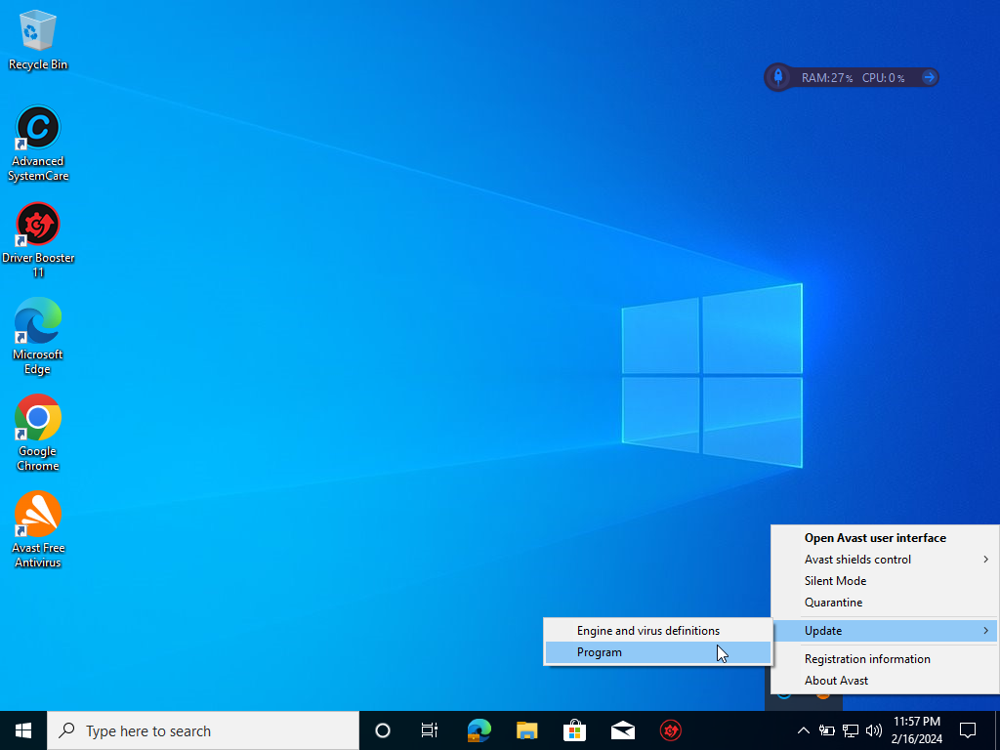 Recycle Bin
Advanced
SystemCare
Driver Booster
11
Microsoft
Edge
Google
Chrome
Avast Free
Antivirus
RAM:27% CPU:0%
Open Avast user interface
Avast shields control
Silent Mode
Quarantine
Update
Registration information
About Avast
Engine and virus definitions
Program
Type here to search
11:57 PM
2/16/2024